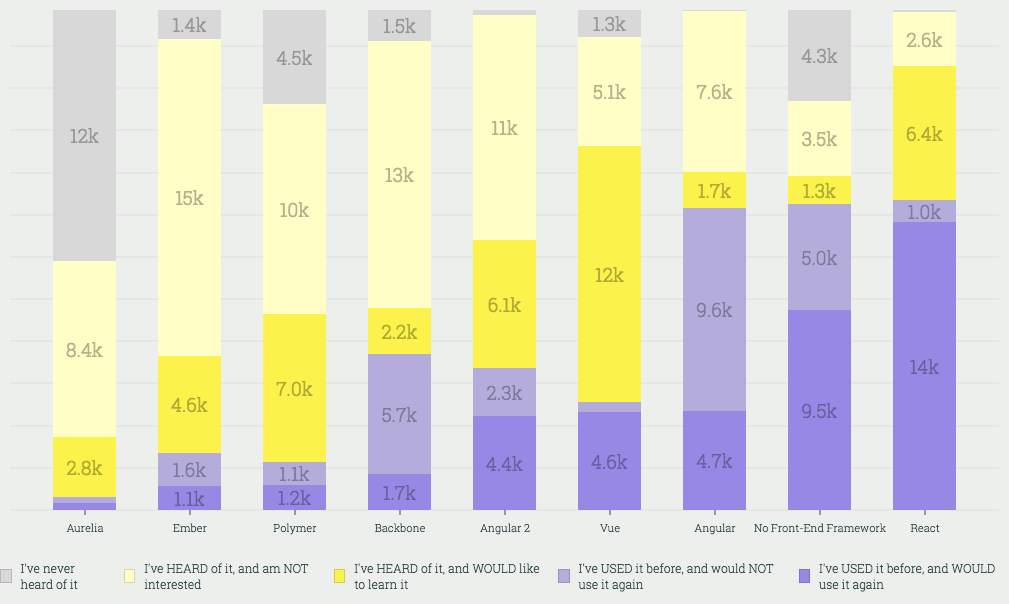 12k
8.4k
2.8k
1.4k
15k
4.6k
1.6k
1.1k
4.5k
10k
7.0k
1.1k
1.2k
1.5k
13k
2.2k
5.7k
1.7k
11k
6.1k
2.3k
4.4k
1.3k
5.1k
12k
4.6k
7.6k
1.7k
9.6k
4.7k
4.3k
3.5k
1.3k
5.0k
9.5k
2.6k
6.4k
1.0k
14k
Aurelia
Ember
Polymer
Backbone
Angular 2
Vue
Angular
No Front-End Framework
React
I've never
heard of it
I've HEARD of it, and am NOT
interested
I've HEARD of it, and WOULD like
to learn it
I've USED it before, and would NOT
use it again
I've USED it before, and WOULD
use it again